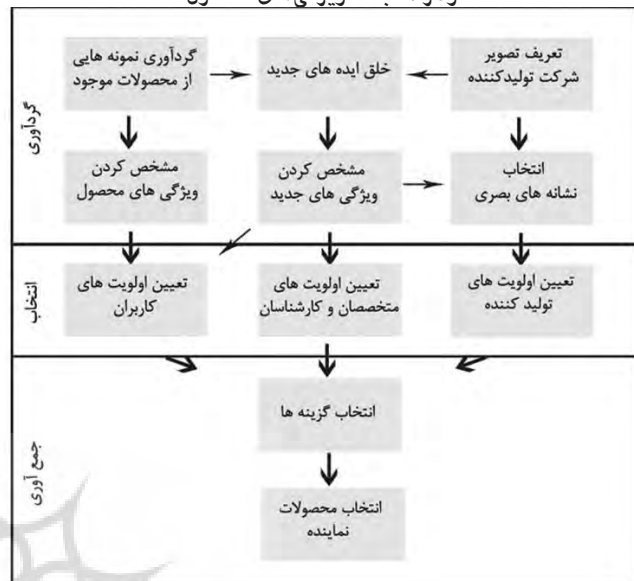 تعریف تصویر
شرکت تولیدکننده
خلق ایده های جدید
گردآوری نمونه هایی
از محصولات موجود
گردآوری
انتخاب
نشانه های بصری
مشخص کردن
ویژگی های جدید
مشخص کردن
ویژگی های محصول
انتخاب
تعیین اولویت های
تولید کننده
تعیین اولویت های
متخصصان و کارشناسان
تعیین اولویت های
کاربران
جمع آوری
انتخاب گزینه ها
انتخاب محصولات
نماینده